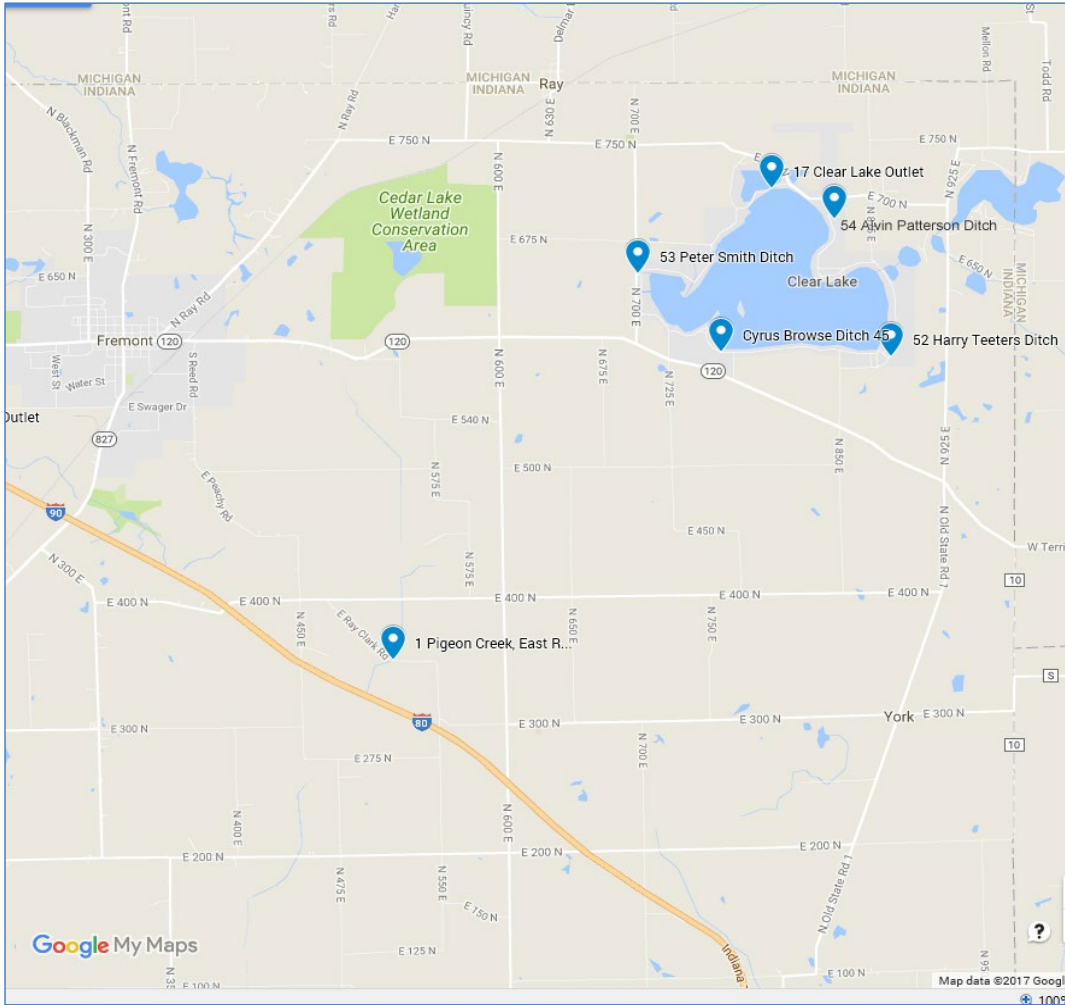 MICHIGAN
INDIANA
MICHIGAN
INDIANA
MICHIGAN
INDIANA
Ray
Delmar
Mellon Rd
Todd Rd
N Blackman Rd
N Fremont Rd
N Ray Rd
N 630 E
N 700 E
E 750 N
E 750 N
E 750 N
N 600 E
N 925 E
17 Clear Lake Outlet
E 700 N
54 Alvin Patterson Ditch
Cedar Lake
Wetland
Conservation
Area
N 300 E
E 675 N
53 Peter Smith Ditch
E 650 N
E 650 N
MICHIGAN
INDIANA
Clear Lake
N Ray Rd
N 700 E
Fremont
120
120
Cyrus Browse Ditch 45
52 Harry Teeters Ditch
West St
Water St
S Reed Rd
N 600 E
N 675 E
N 725 E
120
E Swager Dr
Outlet
827
E 540 N
N 850 E
N 925 E
E Peachy Rd
N 575 E
E 500 N
90
E 450 N
N Old State Rd 1
W Terri
N 300 E
N 575 E
10
E 400 N
E 400 N
E 400 N
E 400 N
E 400 N
N 450 E
E Ray Clark Rd
N 650 E
N 750 E
1 Pigeon Creek, East R...
S
80
E 300 N
E 300 N
E 300 N
York
E 300 N
10
E 275 N
N 700 E
N 400 E
N 600 E
E 200 N
E 200 N
E 200 N
N 475 E
N 550 E
N Old State Rd 1
E 150 N
Google My Maps
E 125 N
Indiana
?
E 100 N
E 100 N
E 100 N
N 95
Map data ©2017 Googl
100%